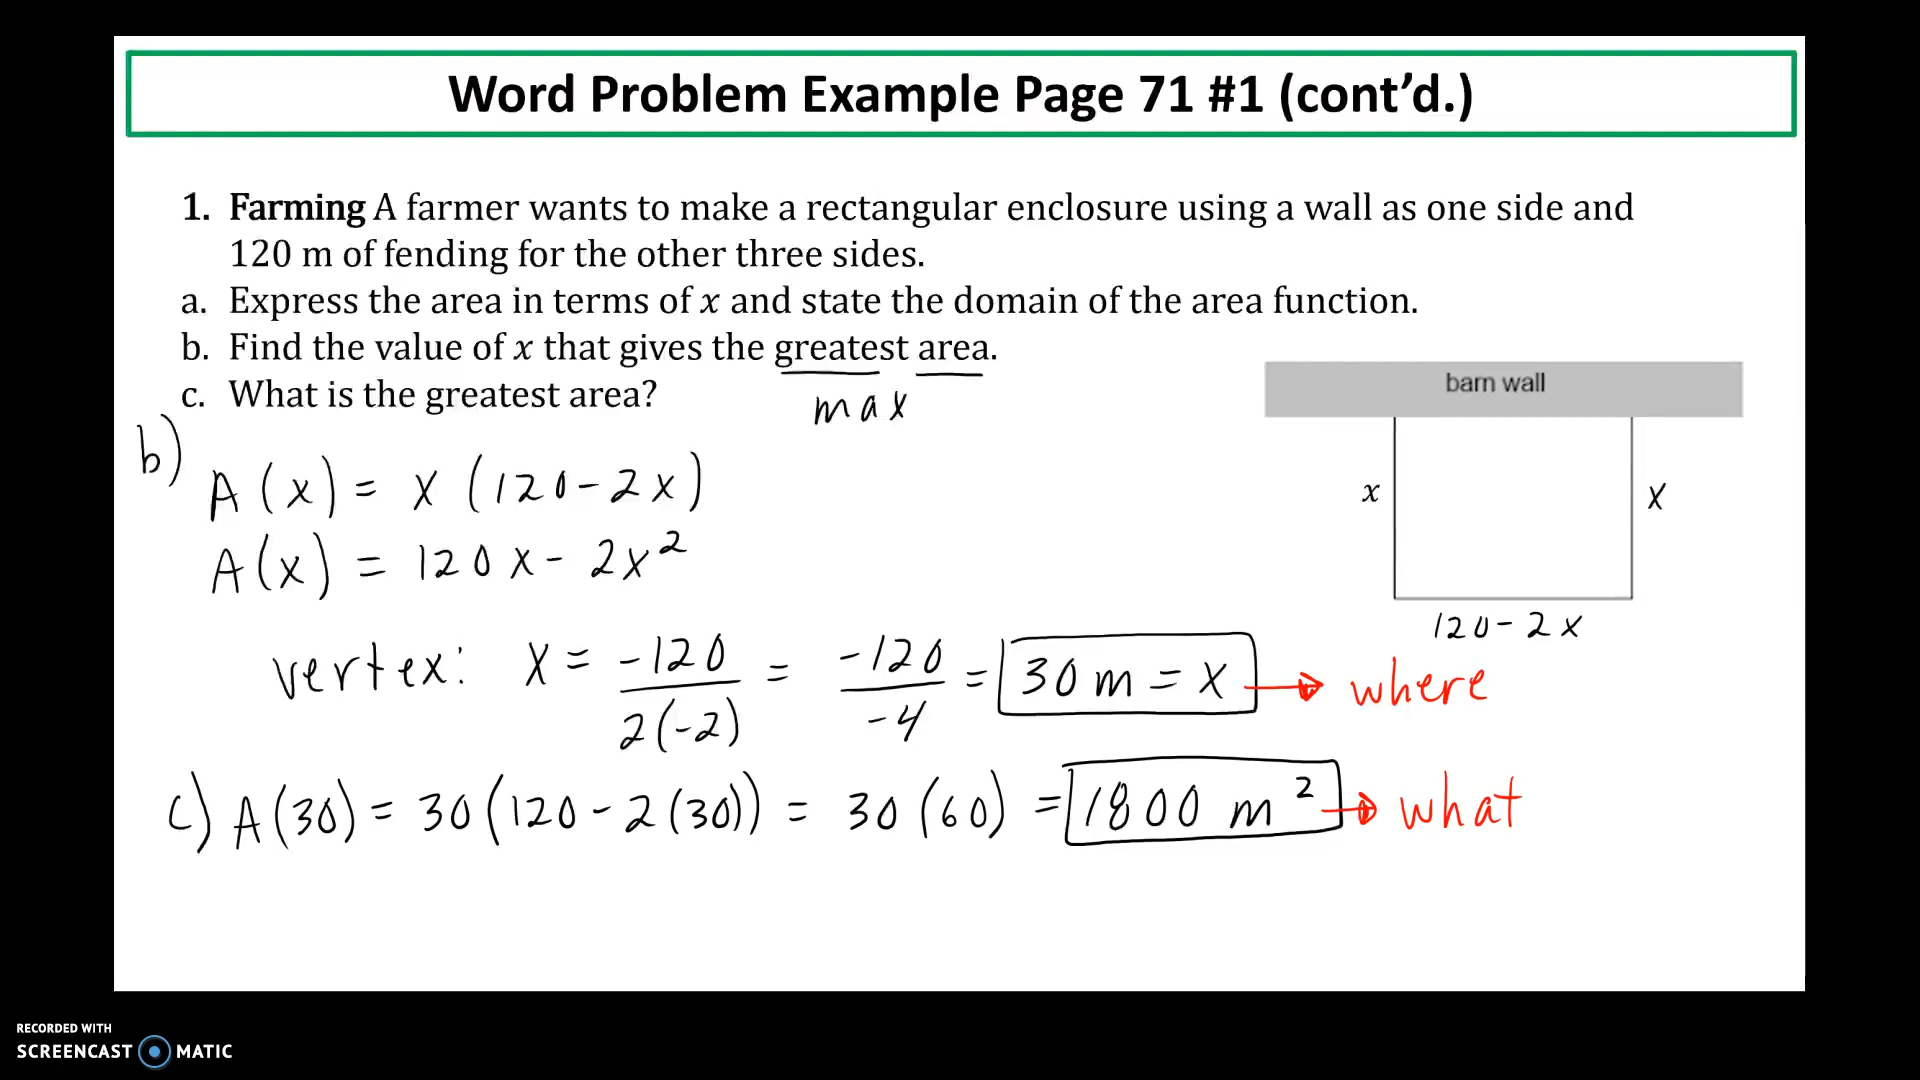 Word Problem Example Page 71 #1 (cont’d.)
1. Farming A farmer wants to make a rectangular enclosure using a wall as one side and
120 m of fending for the other three sides.
a. Express the area in terms of x and state the domain of the area function.
b. Find the value of x that gives the greatest area.
c. What is the greatest area?
max
barn wall
x
x
120-2x
b)
A(x) = x(120-2x)
A(x) = 120x - 2x²
vertex: x = -120/2(-2) = -120/-4 = 30 m = x → where
c) A(30) = 30(120-2(30)) = 30(60) = 1800 m² → what
RECORDED WITH
SCREENCAST MATIC